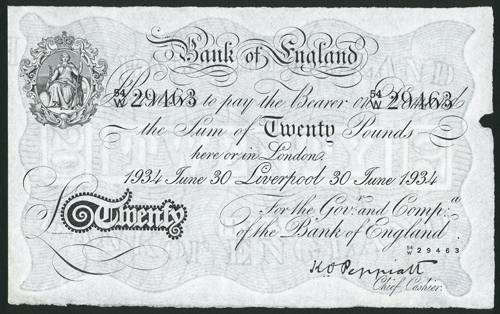 Bank of England
54/W 29463 54/W 29463
Promise to pay the Bearer on Demand
the Sum of Twenty Pounds
here or in London.
1934 June 30 Liverpool 30 June 1934
For the Gov.r and Comp.a
of the Bank of England
54/W 29463
£Twenty
K O Peppiatt
Chief Cashier.